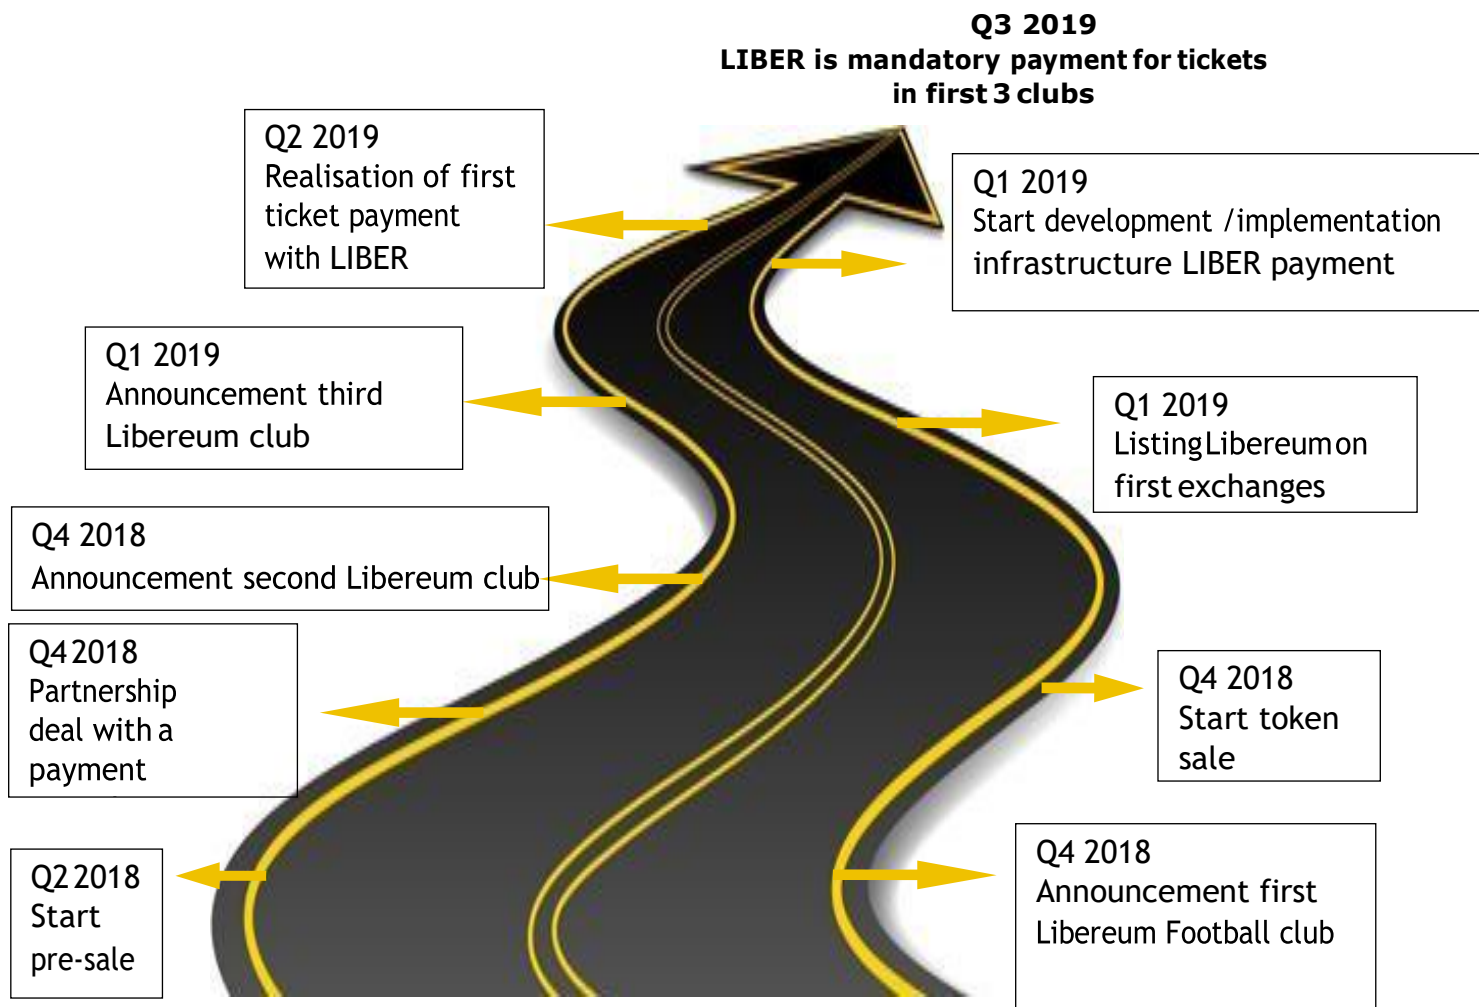 Q3 2019
LIBER is mandatory payment for tickets
in first 3 clubs
Q2 2019
Realisation of first
ticket payment
with LIBER
Q1 2019
Start development /implementation
infrastructure LIBER payment
Q1 2019
Announcement third
Libereum club
Q1 2019
Listing Libereum on
first exchanges
Q4 2018
Announcement second Libereum club
Q4 2018
Partnership
deal with a
payment
Q4 2018
Start token
sale
Q2 2018
Start
pre-sale
Q4 2018
Announcement first
Libereum Football club